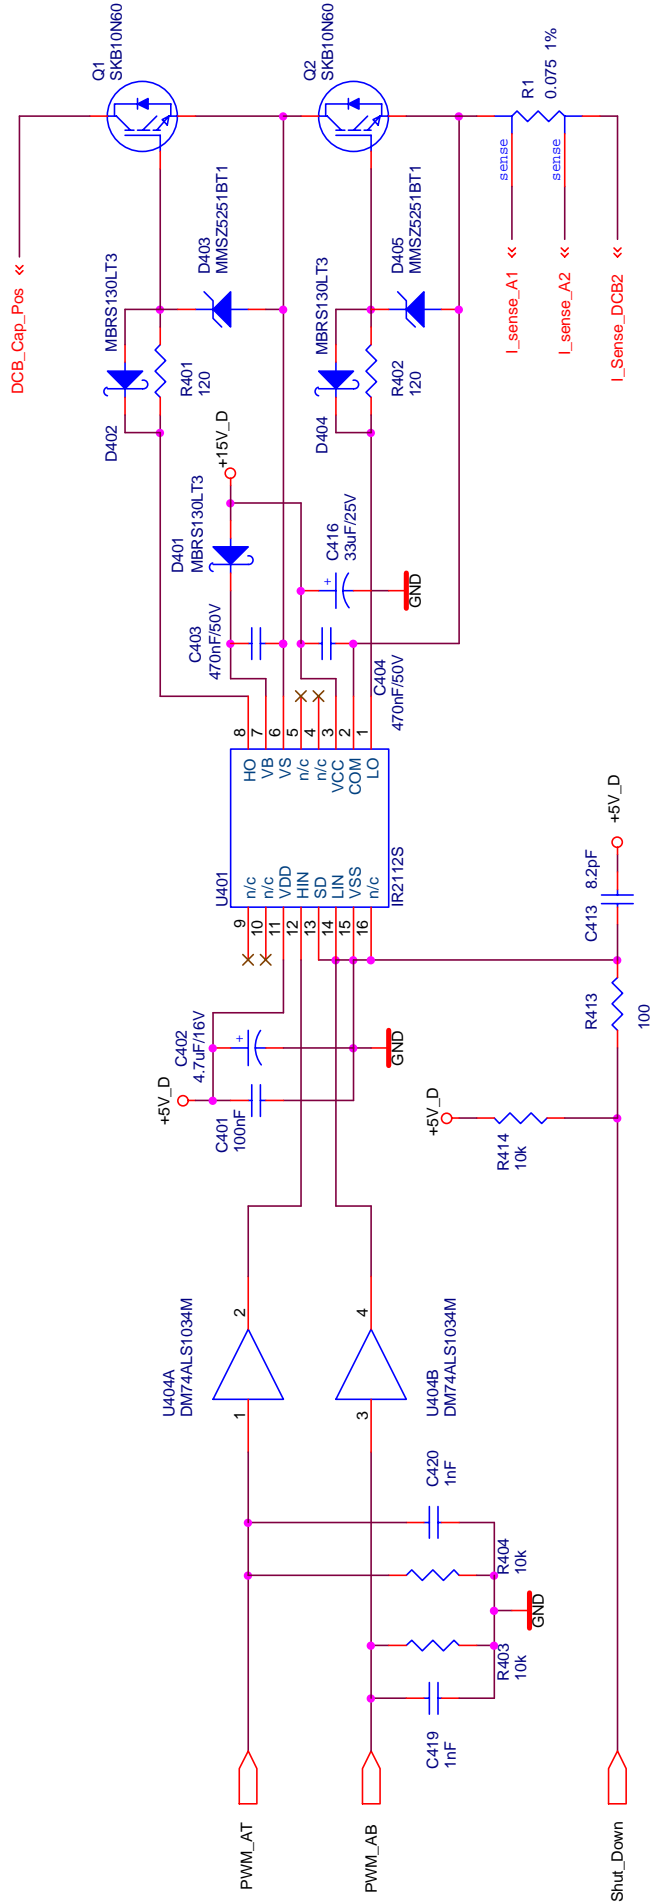 DCB_Cap_Pos
Q1
SKB10N60
D402
MBRS130LT3
R401
120
D403
MMSZ5251BT1
Q2
SKB10N60
D401
MBRS130LT3
+15V_D
C403
470nF/50V
C416
33uF/25V
GND
C404
470nF/50V
D404
MBRS130LT3
R402
120
D405
MMSZ5251BT1
R1
0.075 1%
sense
sense
I_sense_A1
I_sense_A2
I_Sense_DCB2
U401
IR2112S
9 n/c
10 n/c
11 VDD
12 HIN
13 SD
14 LIN
15 VSS
16 n/c
HO 8
VB 7
VS 6
n/c 5
n/c 4
VCC 3
COM 2
LO 1
+5V_D
C401
100nF
C402
4.7uF/16V
GND
C413
8.2pF
+5V_D
R413
100
+5V_D
R414
10k
U404A
DM74ALS1034M
1
2
U404B
DM74ALS1034M
3
4
C420
1nF
R404
10k
GND
R403
10k
C419
1nF
PWM_AT
PWM_AB
Shut_Down